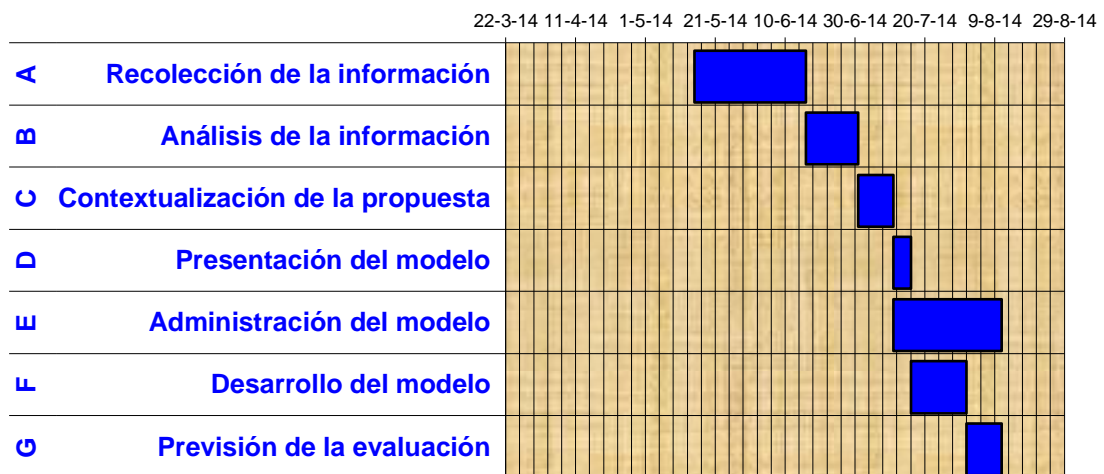 22-3-14 11-4-14 1-5-14 21-5-14 10-6-14 30-6-14 20-7-14 9-8-14 29-8-14
A Recolección de la información
B Análisis de la información
C Contextualización de la propuesta
D Presentación del modelo
E Administración del modelo
F Desarrollo del modelo
G Previsión de la evaluación